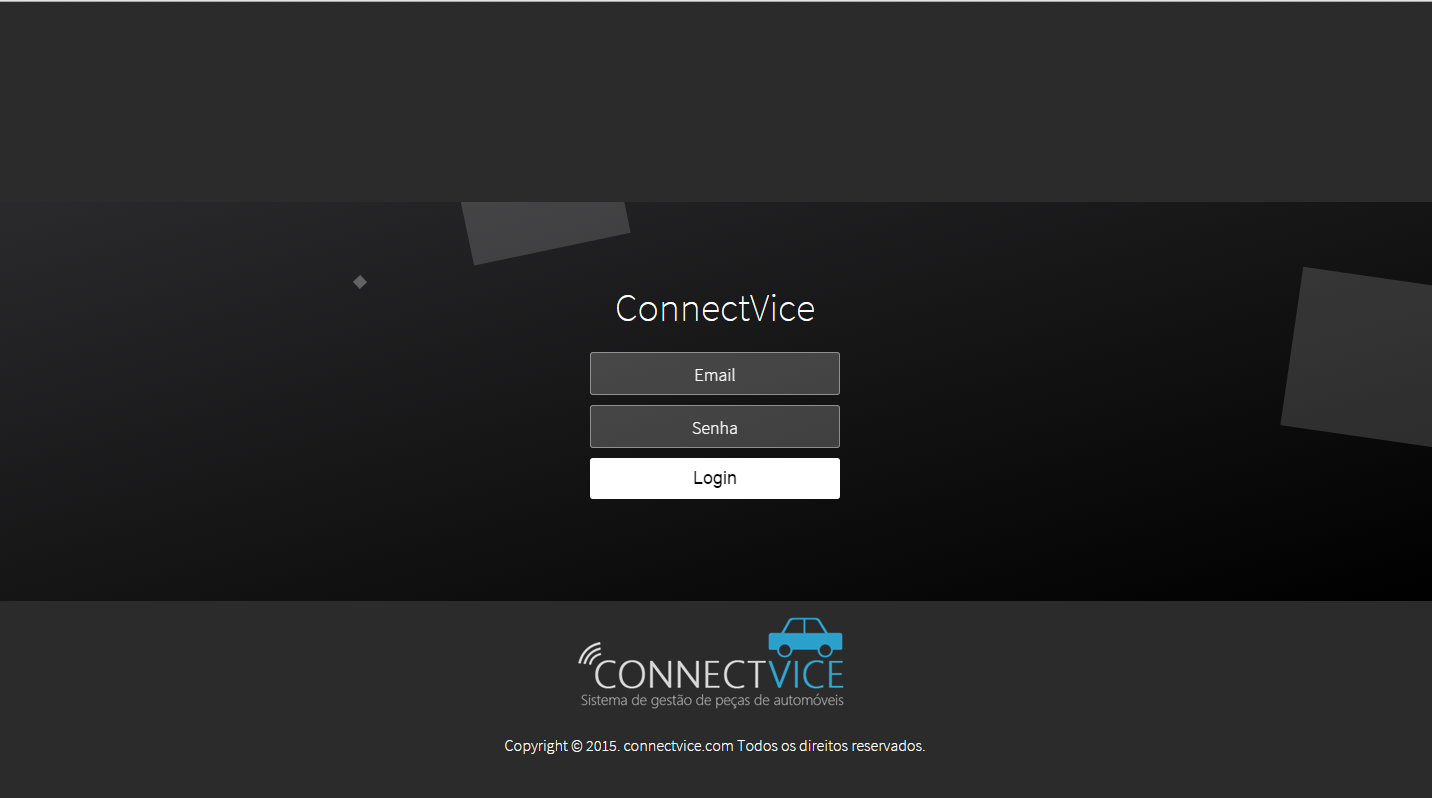 ConnectVice
Email
Senha
Login
CONNECTVICE
Sistema de gestão de peças de automóveis
Copyright © 2015. connectvice.com Todos os direitos reservados.